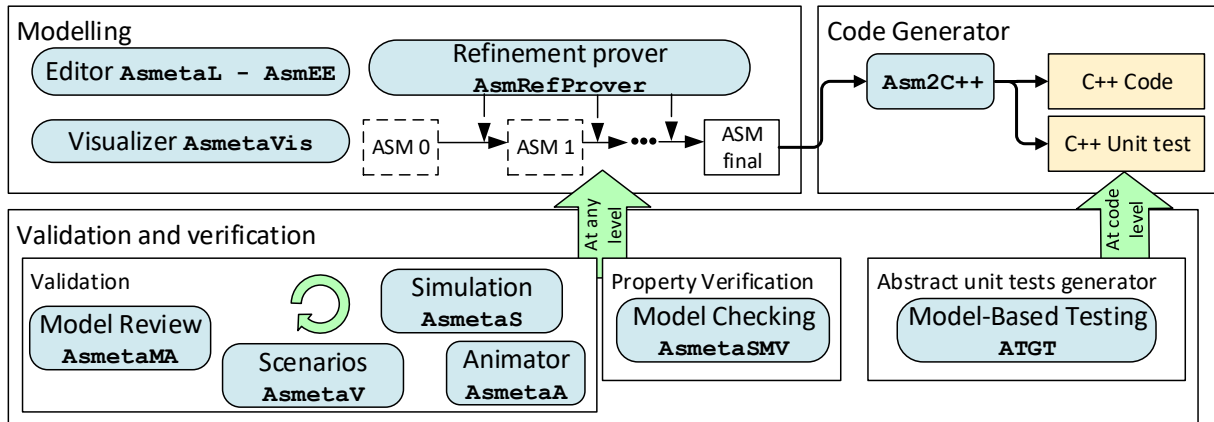 Modelling
Editor AsmetaL - AsmEE
Visualizer AsmetaVis
Refinement prover
AsmRefProver
ASM 0
ASM 1
•••
ASM
final
Code Generator
Asm2C++
C++ Code
C++ Unit test
At any
level
At code
level
Validation and verification
Validation
Model Review
AsmetaMA
Scenarios
AsmetaV
Simulation
AsmetaS
Animator
AsmetaA
Property Verification
Model Checking
AsmetaSMV
Abstract unit tests generator
Model-Based Testing
ATGT